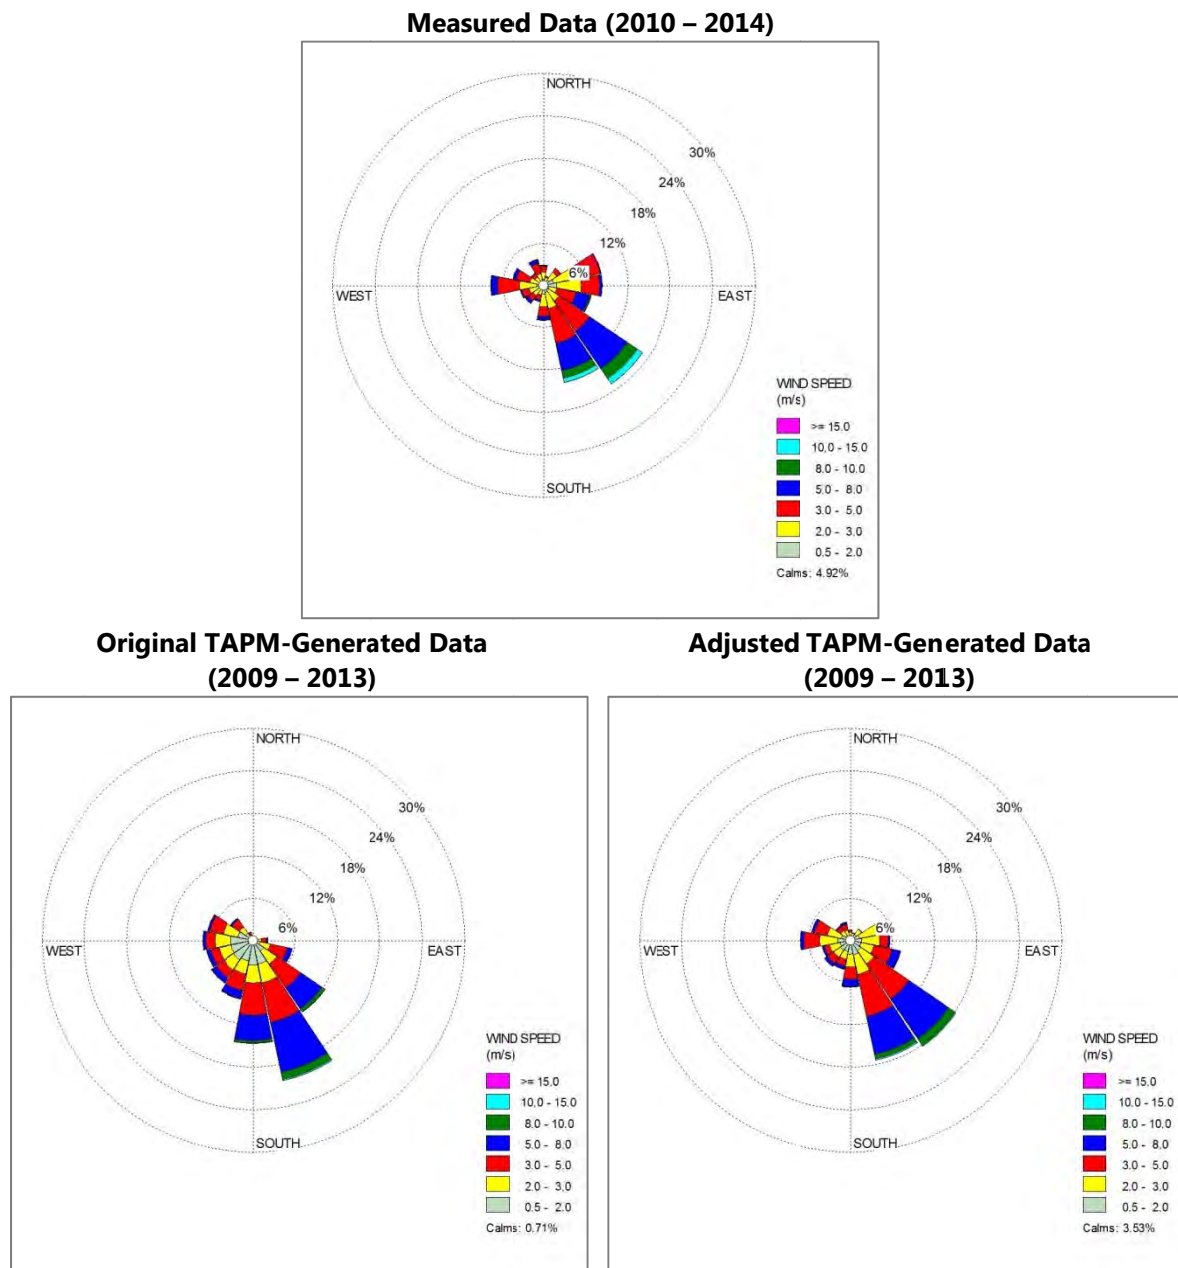 Measured Data (2010 – 2014)
NORTH
30%
24%
18%
12%
6%
WEST
EAST
SOUTH
WIND SPEED
(m/s)
>= 15.0
10.0 - 15.0
8.0 - 10.0
5.0 - 8.0
3.0 - 5.0
2.0 - 3.0
0.5 - 2.0
Calms: 4.92%
Original TAPM-Generated Data
(2009 – 2013)
NORTH
30%
24%
18%
12%
6%
WEST
EAST
SOUTH
WIND SPEED
(m/s)
>= 15.0
10.0 - 15.0
8.0 - 10.0
5.0 - 8.0
3.0 - 5.0
2.0 - 3.0
0.5 - 2.0
Calms: 0.71%
Adjusted TAPM-Generated Data
(2009 – 2013)
NORTH
30%
24%
18%
12%
6%
WEST
EAST
SOUTH
WIND SPEED
(m/s)
>= 15.0
10.0 - 15.0
8.0 - 10.0
5.0 - 8.0
3.0 - 5.0
2.0 - 3.0
0.5 - 2.0
Calms: 3.53%